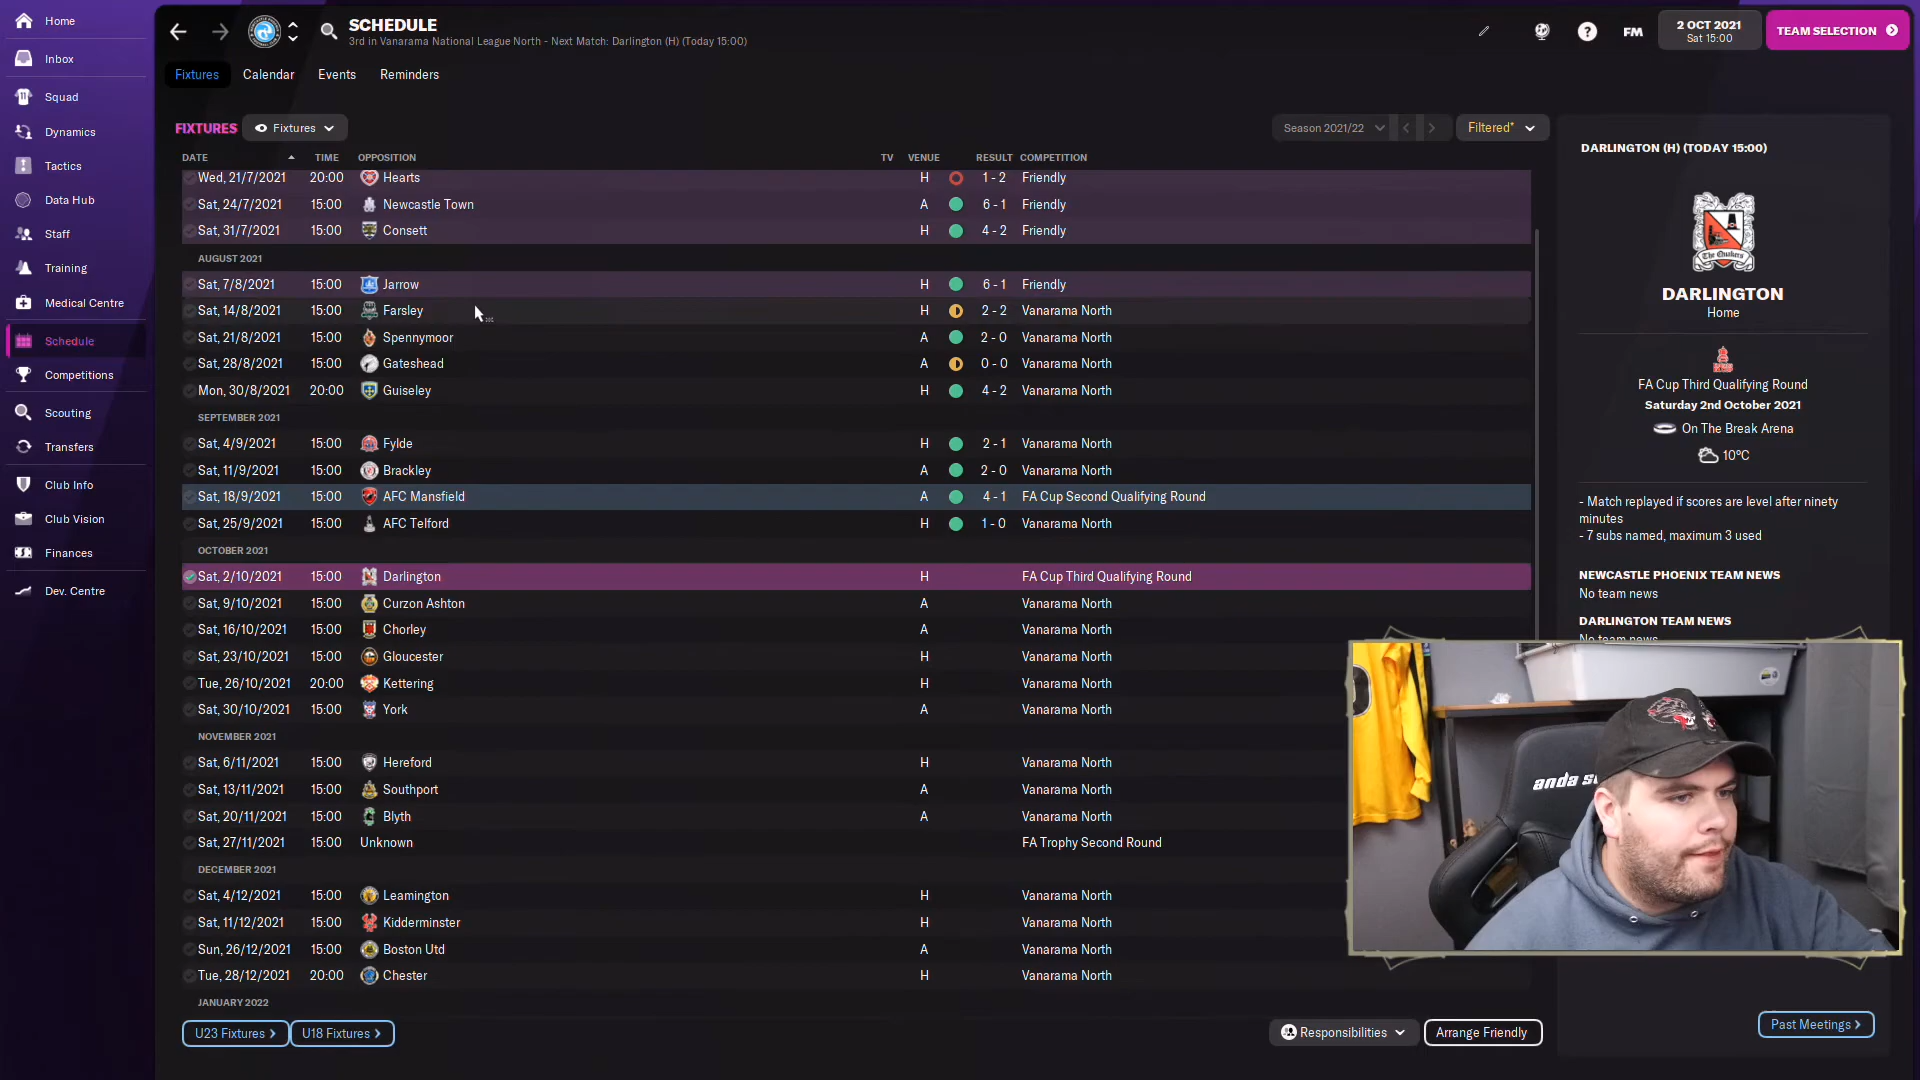 Home
Inbox
Squad
Dynamics
Tactics
Data Hub
Staff
Training
Medical Centre
Schedule
Competitions
Scouting
Transfers
Club Info
Club Vision
Finances
Dev. Centre
SCHEDULE
3rd in Vanarama National League North - Next Match: Darlington (H) (Today 15:00)
FM
2 OCT 2021
Sat 15:00
TEAM SELECTION
Fixtures Calendar Events Reminders
FIXTURES Fixtures Season 2021/22 Filtered*
DATE TIME OPPOSITION TV VENUE RESULT COMPETITION
Wed, 21/7/2021 20:00 Hearts H 1 - 2 Friendly
Sat, 24/7/2021 15:00 Newcastle Town A 6 - 1 Friendly
Sat, 31/7/2021 15:00 Consett H 4 - 2 Friendly
AUGUST 2021
Sat, 7/8/2021 15:00 Jarrow H 6 - 1 Friendly
Sat, 14/8/2021 15:00 Farsley H 2 - 2 Vanarama North
Sat, 21/8/2021 15:00 Spennymoor A 2 - 0 Vanarama North
Sat, 28/8/2021 15:00 Gateshead A 0 - 0 Vanarama North
Mon, 30/8/2021 20:00 Guiseley H 4 - 2 Vanarama North
SEPTEMBER 2021
Sat, 4/9/2021 15:00 Fylde H 2 - 1 Vanarama North
Sat, 11/9/2021 15:00 Brackley A 2 - 0 Vanarama North
Sat, 18/9/2021 15:00 AFC Mansfield A 4 - 1 FA Cup Second Qualifying Round
Sat, 25/9/2021 15:00 AFC Telford H 1 - 0 Vanarama North
OCTOBER 2021
Sat, 2/10/2021 15:00 Darlington H FA Cup Third Qualifying Round
Sat, 9/10/2021 15:00 Curzon Ashton A Vanarama North
Sat, 16/10/2021 15:00 Chorley A Vanarama North
Sat, 23/10/2021 15:00 Gloucester H Vanarama North
Tue, 26/10/2021 20:00 Kettering H Vanarama North
Sat, 30/10/2021 15:00 York A Vanarama North
NOVEMBER 2021
Sat, 6/11/2021 15:00 Hereford H Vanarama North
Sat, 13/11/2021 15:00 Southport A Vanarama North
Sat, 20/11/2021 15:00 Blyth A Vanarama North
Sat, 27/11/2021 15:00 Unknown FA Trophy Second Round
DECEMBER 2021
Sat, 4/12/2021 15:00 Leamington H Vanarama North
Sat, 11/12/2021 15:00 Kidderminster H Vanarama North
Sun, 26/12/2021 15:00 Boston Utd A Vanarama North
Tue, 28/12/2021 20:00 Chester H Vanarama North
JANUARY 2022
U23 Fixtures > U18 Fixtures >
Responsibilities Arrange Friendly
DARLINGTON (H) (TODAY 15:00)
The Quakers
DARLINGTON
Home
FA Cup Third Qualifying Round
Saturday 2nd October 2021
On The Break Arena
10°C
- Match replayed if scores are level after ninety
minutes
- 7 subs named, maximum 3 used
NEWCASTLE PHOENIX TEAM NEWS
No team news
DARLINGTON TEAM NEWS
No team news
anda
Past Meetings >